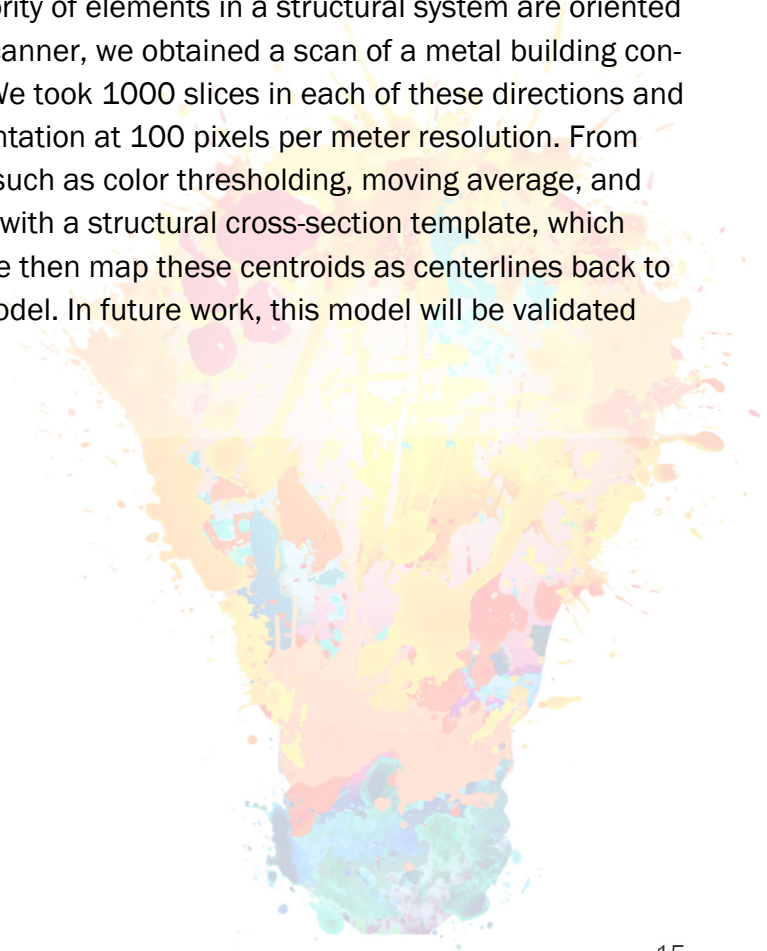 ority of elements in a structural system are oriented
canner, we obtained a scan of a metal building con-
We took 1000 slices in each of these directions and
ntation at 100 pixels per meter resolution. From
such as color thresholding, moving average, and
with a structural cross-section template, which
e then map these centroids as centerlines back to
odel. In future work, this model will be validated
15